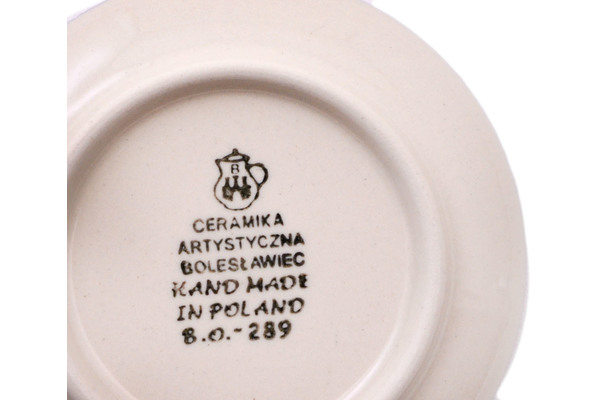 B
CERAMIKA
ARTYSTYCZNA
BOLESŁAWIEC
HAND MADE
IN POLAND
B.O.-289